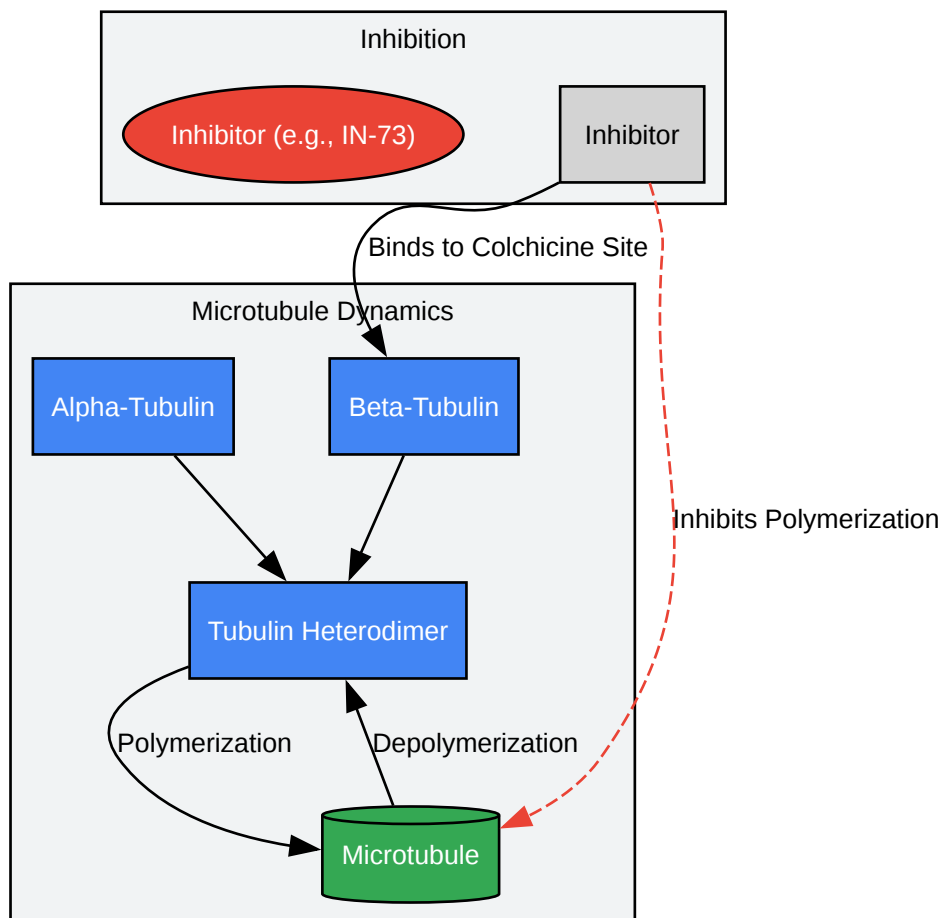 Inhibition
Inhibitor (e.g., IN-73)
Inhibitor
Binds to Colchicine Site
Microtubule Dynamics
Alpha-Tubulin
Beta-Tubulin
Inhibits Polymerization
Tubulin Heterodimer
Polymerization
Depolymerization
Microtubule